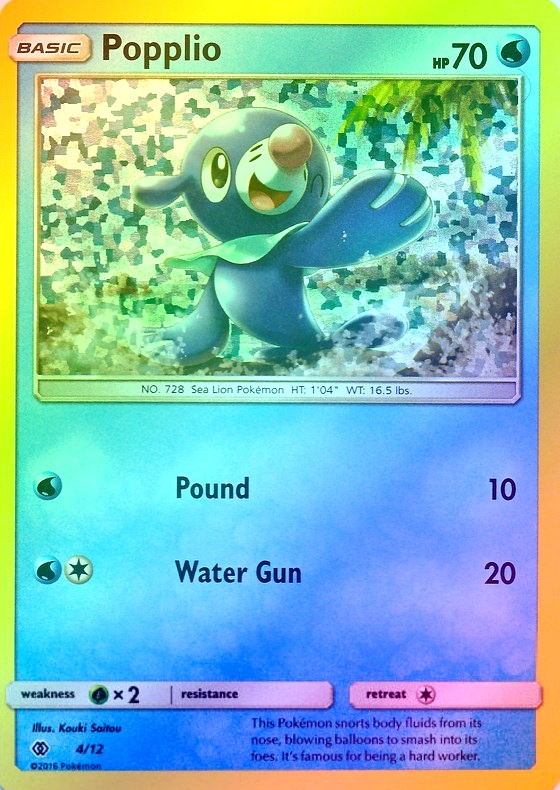 BASIC Popplio HP 70
NO. 728 Sea Lion Pokémon HT: 1'04" WT: 16.5 lbs.
Pound 10
Water Gun 20
weakness ×2 resistance retreat
Illus. Kouki Saitou
4/12
©2016 Pokémon
This Pokémon snorts body fluids from its
nose, blowing balloons to smash into its
foes. It's famous for being a hard worker.